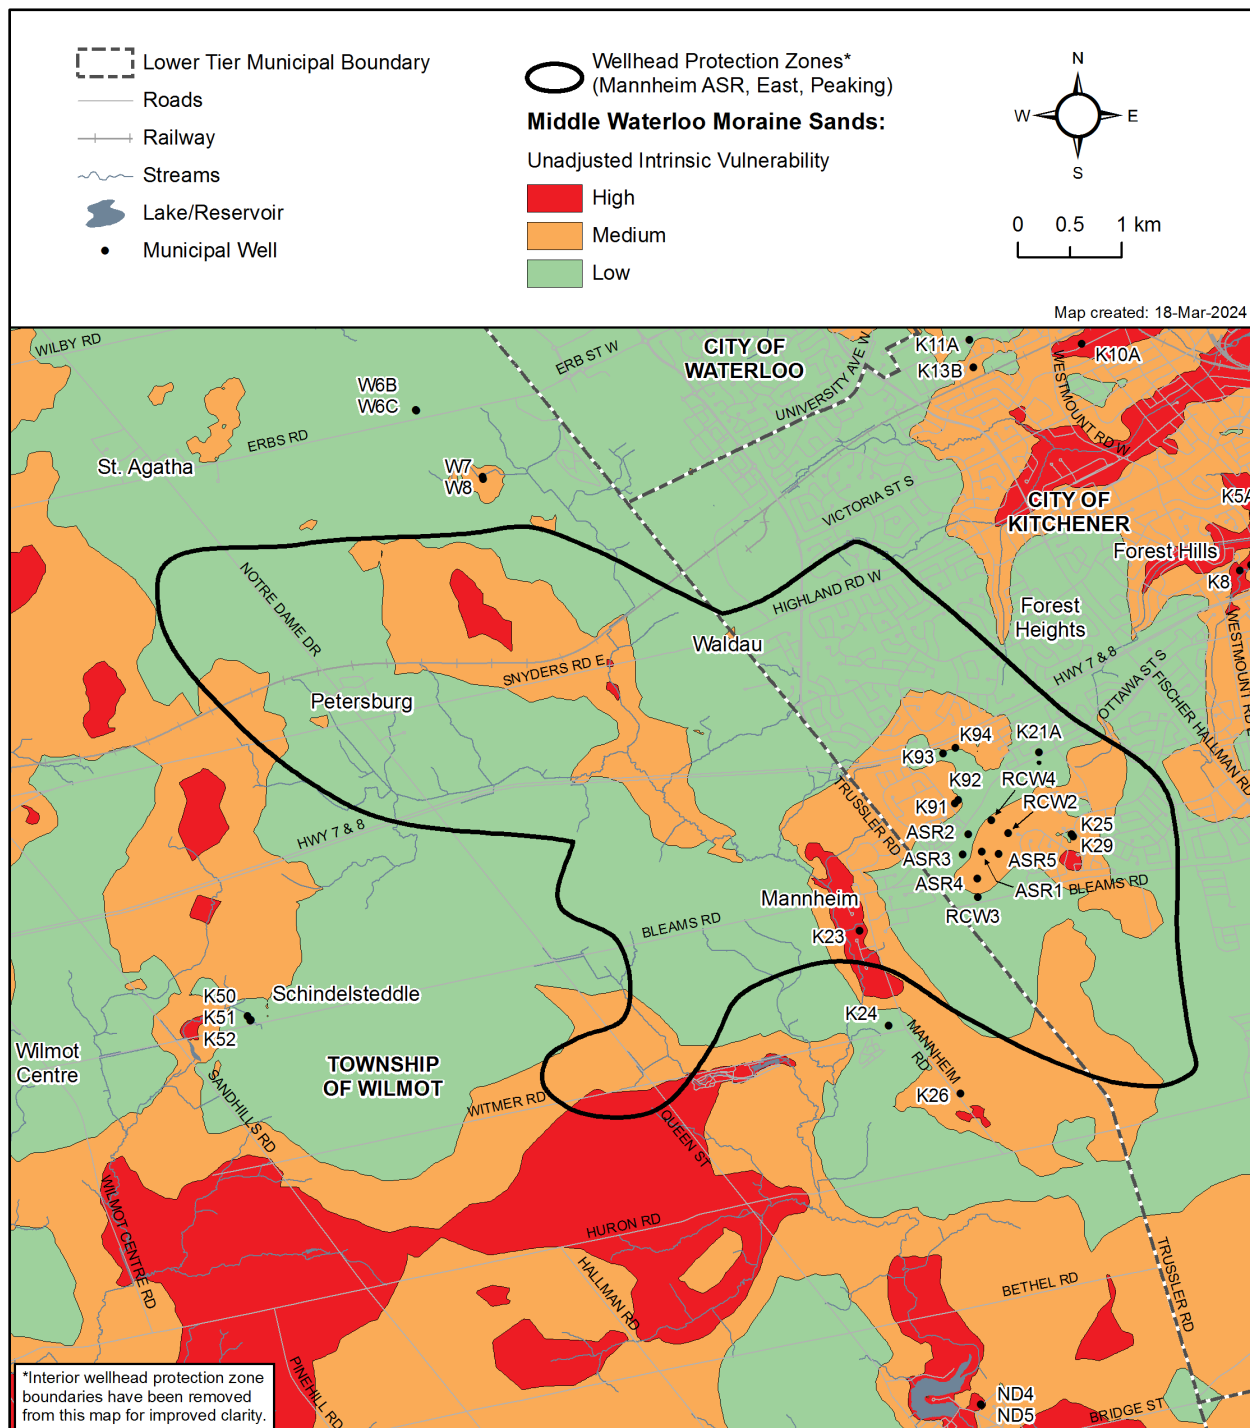 Lower Tier Municipal Boundary
Roads
Railway
Streams
Lake/Reservoir
Municipal Well
Wellhead Protection Zones*
(Mannheim ASR, East, Peaking)
Middle Waterloo Moraine Sands:
Unadjusted Intrinsic Vulnerability
High
Medium
Low
N
W
E
S
0 0.5 1 km
Map created: 18-Mar-2024
WILBY RD
ERB ST W
CITY OF
WATERLOO
UNIVERSITY AVE W
K11A
K13B
K10A
WESTMOUNT RD W
W6B
W6C
ERBS RD
St. Agatha
W7
W8
VICTORIA ST S
CITY OF
KITCHENER
K5A
Forest Hills
K8
NOTRE DAME DR
HIGHLAND RD W
Forest
Heights
WESTMOUNT RD E
Waldau
SNYDERS RD E
HWY 7 & 8
OTTAWA ST S
FISCHER HALLMAN RD
Petersburg
K94
K21A
K93
K92
RCW4
RCW2
K91
TRUSSLER RD
HWY 7 & 8
ASR2
K25
K29
ASR3
ASR5
ASR4
ASR1
BLEAMS RD
RCW3
Mannheim
BLEAMS RD
K23
K50
K51
K52
Schindelsteddle
K24
MANNHEIM
RD
Wilmot
Centre
TOWNSHIP
OF WILMOT
SANDHILLS RD
WITMER RD
K26
QUEEN ST
WILMOT CENTRE RD
HURON RD
HALLMAN RD
BETHEL RD
TRUSSLER RD
PINEHILL RD
ND4
ND5
BRIDGE ST
*Interior wellhead protection zone
boundaries have been removed
from this map for improved clarity.